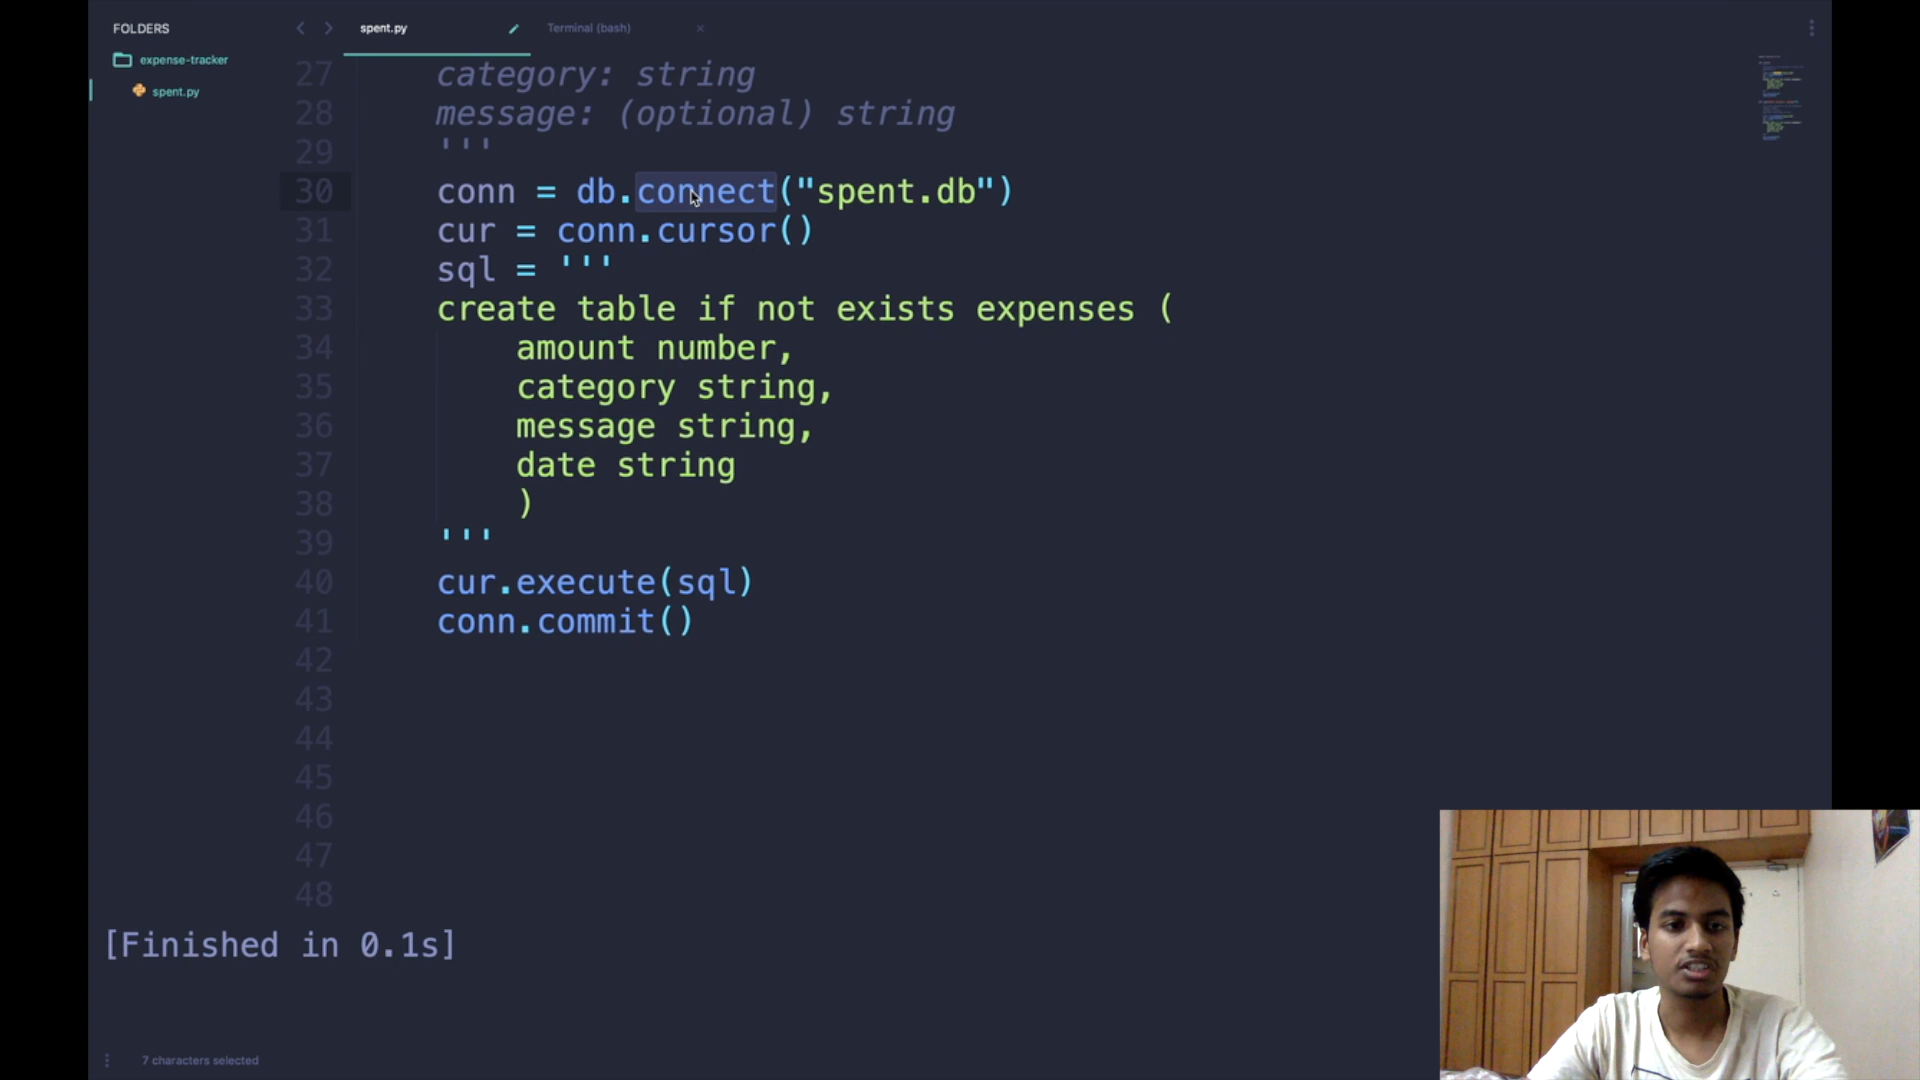 FOLDERS
expense-tracker
spent.py
spent.py
Terminal (bash)
27 category: string
28 message: (optional) string
29 '''
30 conn = db.connect("spent.db")
31 cur = conn.cursor()
32 sql = '''
33 create table if not exists expenses (
34 amount number,
35 category string,
36 message string,
37 date string
38 )
39 '''
40 cur.execute(sql)
41 conn.commit()
42
43
44
45
46
47
48
[Finished in 0.1s]
7 characters selected